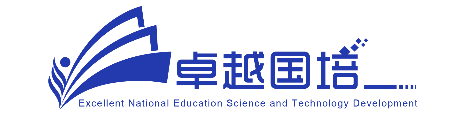 卓越国培
Excellent National Education Science and Technology Development